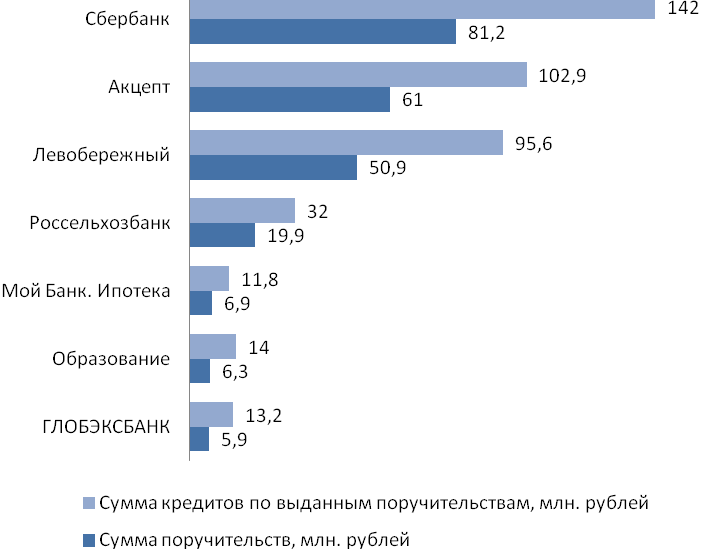 Сбербанк
142
81,2
Акцепт
102,9
61
Левобережный
95,6
50,9
Россельхозбанк
32
19,9
Мой Банк. Ипотека
11,8
6,9
Образование
14
6,3
ГЛОБЭКСБАНК
13,2
5,9
Сумма кредитов по выданным поручительствам, млн. рублей
Сумма поручительств, млн. рублей